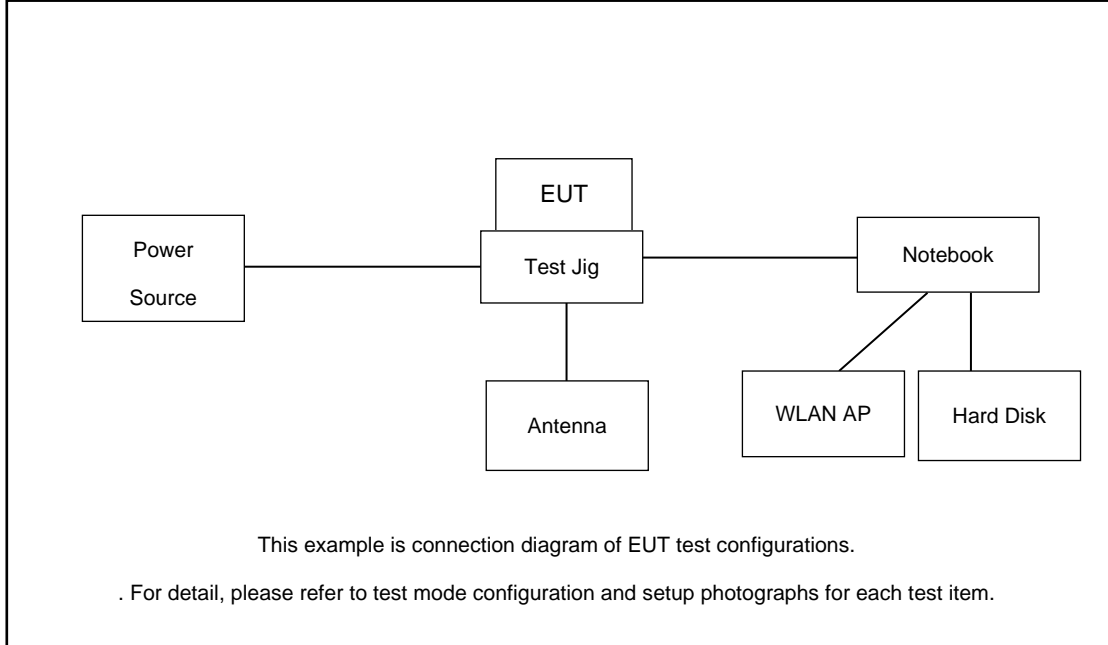 EUT
Power
Source
Test Jig
Notebook
Antenna
WLAN AP
Hard Disk
This example is connection diagram of EUT test configurations.
. For detail, please refer to test mode configuration and setup photographs for each test item.